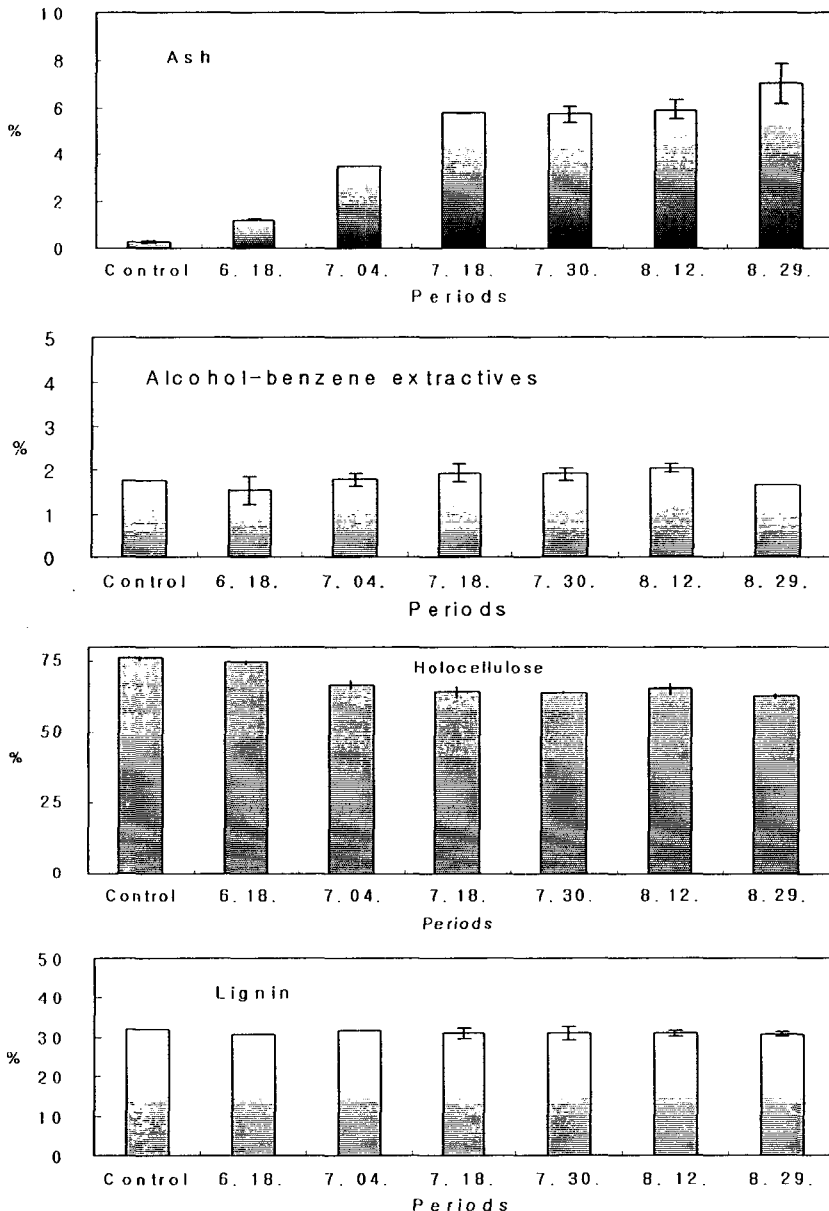 10
Ash
8
6
%
4
2
0
Control 6. 18. 7. 04. 7. 18. 7. 30. 8. 12. 8. 29.
Periods
5
Alcohol-benzene extractives
4
3
%
2
1
0
Control 6. 18. 7. 04. 7. 18. 7. 30. 8. 12. 8. 29.
Periods
75
Holocellulose
50
%
25
0
Control 6. 18. 7. 04. 7. 18. 7. 30. 8. 12. 8. 29.
Periods
50
Lignin
40
30
%
20
10
0
Control 6. 18. 7. 04. 7. 18. 7. 30. 8. 12. 8. 29.
Periods